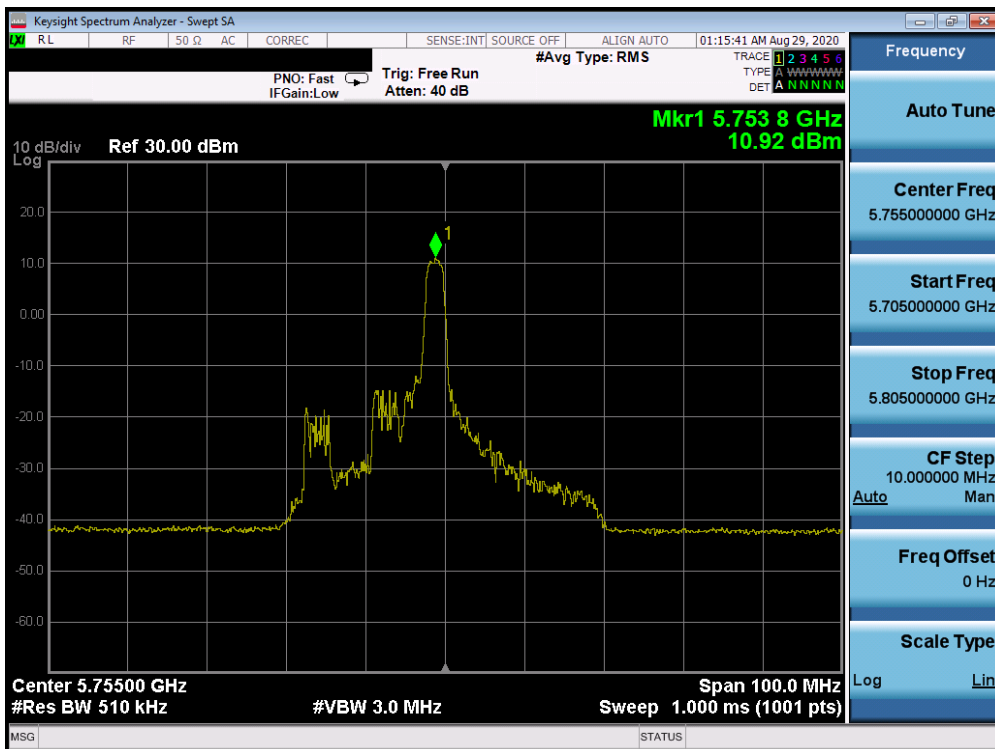 Keysight Spectrum Analyzer - Swept SA
LXI RL RF 50 Ω AC CORREC SENSE:INT SOURCE OFF ALIGN AUTO 01:15:41 AM Aug 29, 2020
#Avg Type: RMS
TRACE 1 2 3 4 5 6
PNO: Fast Trig: Free Run
TYPE A WWWWW
IFGain:Low Atten: 40 dB
DET A N N N N N
Mkr1 5.753 8 GHz
10.92 dBm
10 dB/div Ref 30.00 dBm
Log
1
20.0
10.0
0.00
-10.0
-20.0
-30.0
-40.0
-50.0
-60.0
Center 5.75500 GHz Span 100.0 MHz
#Res BW 510 kHz #VBW 3.0 MHz Sweep 1.000 ms (1001 pts)
MSG STATUS
Frequency
Auto Tune
Center Freq
5.755000000 GHz
Start Freq
5.705000000 GHz
Stop Freq
5.805000000 GHz
CF Step
10.000000 MHz
Auto Man
Freq Offset
0 Hz
Scale Type
Log Lin